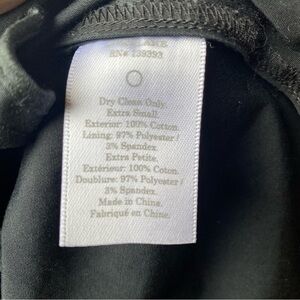 RN# 139393
Dry Clean Only.
Extra Small.
Exterior: 100% Cotton.
Lining: 97% Polyester /
3% Spandex.
Extra Petite.
Extérieur: 100% Coton.
Doublure: 97% Polyester /
3% Spandex.
Made in China.
Fabriqué en Chine.